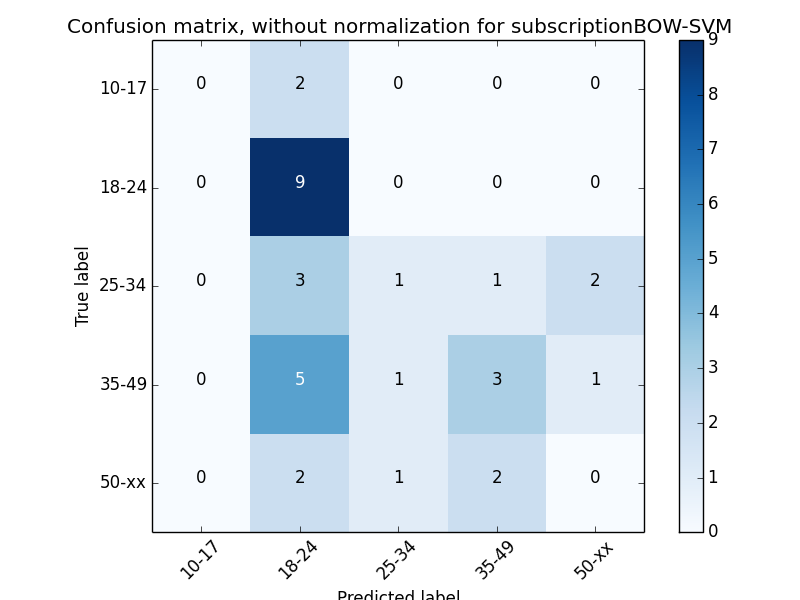 Confusion matrix, without normalization for subscriptionBOW-SVM
True label
10-17 0 2 0 0 0
18-24 0 9 0 0 0
25-34 0 3 1 1 2
35-49 0 5 1 3 1
50-xx 0 2 1 2 0
10-17 18-24 25-34 35-49 50-xx
Predicted label
9
8
7
6
5
4
3
2
1
0